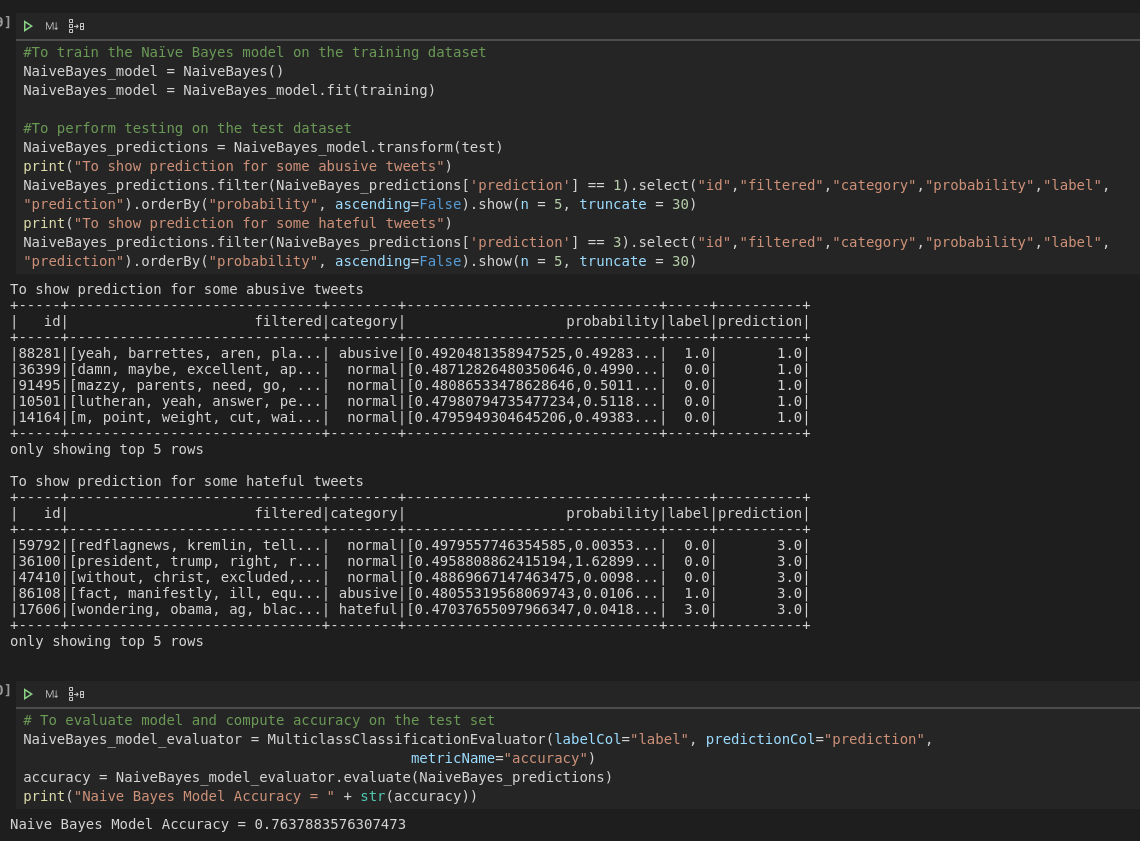 9]
M↓
#To train the Naïve Bayes model on the training dataset
NaiveBayes_model = NaiveBayes()
NaiveBayes_model = NaiveBayes_model.fit(training)
#To perform testing on the test dataset
NaiveBayes_predictions = NaiveBayes_model.transform(test)
print("To show prediction for some abusive tweets")
NaiveBayes_predictions.filter(NaiveBayes_predictions['prediction'] == 1).select("id","filtered","category","probability","label",
"prediction").orderBy("probability", ascending=False).show(n = 5, truncate = 30)
print("To show prediction for some hateful tweets")
NaiveBayes_predictions.filter(NaiveBayes_predictions['prediction'] == 3).select("id","filtered","category","probability","label",
"prediction").orderBy("probability", ascending=False).show(n = 5, truncate = 30)
To show prediction for some abusive tweets
+-----+------------------------------+--------+------------------------------+-----+----------+
|   id|                      filtered|category|                   probability|label|prediction|
+-----+------------------------------+--------+------------------------------+-----+----------+
|88281|[yeah, barrettes, aren, pla...| abusive|[0.4920481358947525,0.49283...|  1.0|       1.0|
|36399|[damn, maybe, excellent, ap...|  normal|[0.48712826480350646,0.4990...|  0.0|       1.0|
|91495|[mazzy, parents, need, go, ...|  normal|[0.48086533478628646,0.5011...|  0.0|       1.0|
|10501|[lutheran, yeah, answer, pe...|  normal|[0.47980794735477234,0.5118...|  0.0|       1.0|
|14164|[m, point, weight, cut, wai...|  normal|[0.4795949304645206,0.49383...|  0.0|       1.0|
+-----+------------------------------+--------+------------------------------+-----+----------+
only showing top 5 rows
To show prediction for some hateful tweets
+-----+------------------------------+--------+------------------------------+-----+----------+
|   id|                      filtered|category|                   probability|label|prediction|
+-----+------------------------------+--------+------------------------------+-----+----------+
|59792|[redflagnews, kremlin, tell...|  normal|[0.4979557746354585,0.00353...|  0.0|       3.0|
|36100|[president, trump, right, r...|  normal|[0.4958808862415194,1.62899...|  0.0|       3.0|
|47410|[without, christ, excluded,...|  normal|[0.48869667147463475,0.0098...|  0.0|       3.0|
|86108|[fact, manifestly, ill, equ...| abusive|[0.48055319568069743,0.0106...|  1.0|       3.0|
|17606|[wondering, obama, ag, blac...| hateful|[0.47037655097966347,0.0418...|  3.0|       3.0|
+-----+------------------------------+--------+------------------------------+-----+----------+
only showing top 5 rows
0]
M↓
# To evaluate model and compute accuracy on the test set
NaiveBayes_model_evaluator = MulticlassClassificationEvaluator(labelCol="label", predictionCol="prediction",
metricName="accuracy")
accuracy = NaiveBayes_model_evaluator.evaluate(NaiveBayes_predictions)
print("Naive Bayes Model Accuracy = " + str(accuracy))
Naive Bayes Model Accuracy = 0.7637883576307473